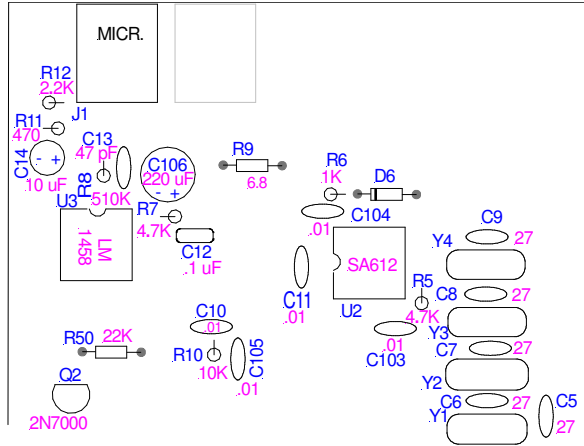 MICR.
R12
2.2K
J1
R11
470
C13
47 pF
C14
- +
10 uF
R8
510K
C106
220 uF
- +
R9
6.8
R6
1K
D6
U3
LM
1458
R7
4.7K
C12
.1 uF
C104
.01
SA612
U2
C11
.01
R5
4.7K
C9
27
Y4
C8
27
Y3
C10
.01
C103
.01
C7
27
R50
22K
R10
10K
C105
.01
Y2
Q2
2N7000
C6
27
Y1
C5
27